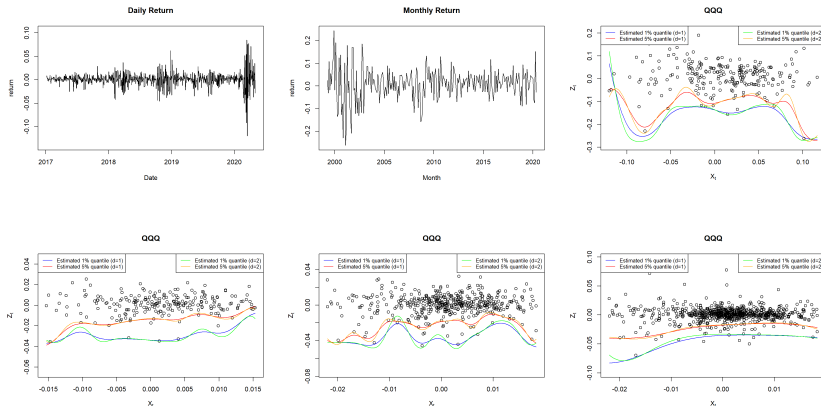 Daily Return
return
0.10
0.05
0.00
-0.05
-0.10
2017
2018
2019
2020
Date
Monthly Return
return
0.2
0.1
0.0
-0.1
-0.2
2000
2005
2010
2015
2020
Month
QQQ
Estimated 1% quantile (d=1)
Estimated 5% quantile (d=1)
Estimated 1% quantile (d=2
Estimated 5% quantile (d=2
Zt
0.1
0.0
-0.1
-0.2
-0.3
-0.10
-0.05
0.00
0.05
0.10
Xt
QQQ
Estimated 1% quantile (d=1)
Estimated 5% quantile (d=1)
Estimated 1% quantile (d=2)
Estimated 5% quantile (d=2)
Zt
0.04
0.02
0.00
-0.02
-0.04
-0.06
-0.015
-0.010
-0.005
0.000
0.005
0.010
0.015
Xt
QQQ
Estimated 1% quantile (d=1)
Estimated 5% quantile (d=1)
Estimated 1% quantile (d=2)
Estimated 5% quantile (d=2)
Zt
0.04
0.00
-0.04
-0.08
-0.02
-0.01
0.00
0.01
Xt
QQQ
Estimated 1% quantile (d=1)
Estimated 5% quantile (d=1)
Estimated 1% quantile (d=2
Estimated 5% quantile (d=2
Zt
0.10
0.05
0.00
-0.05
-0.10
-0.02
-0.01
0.00
0.01
Xt